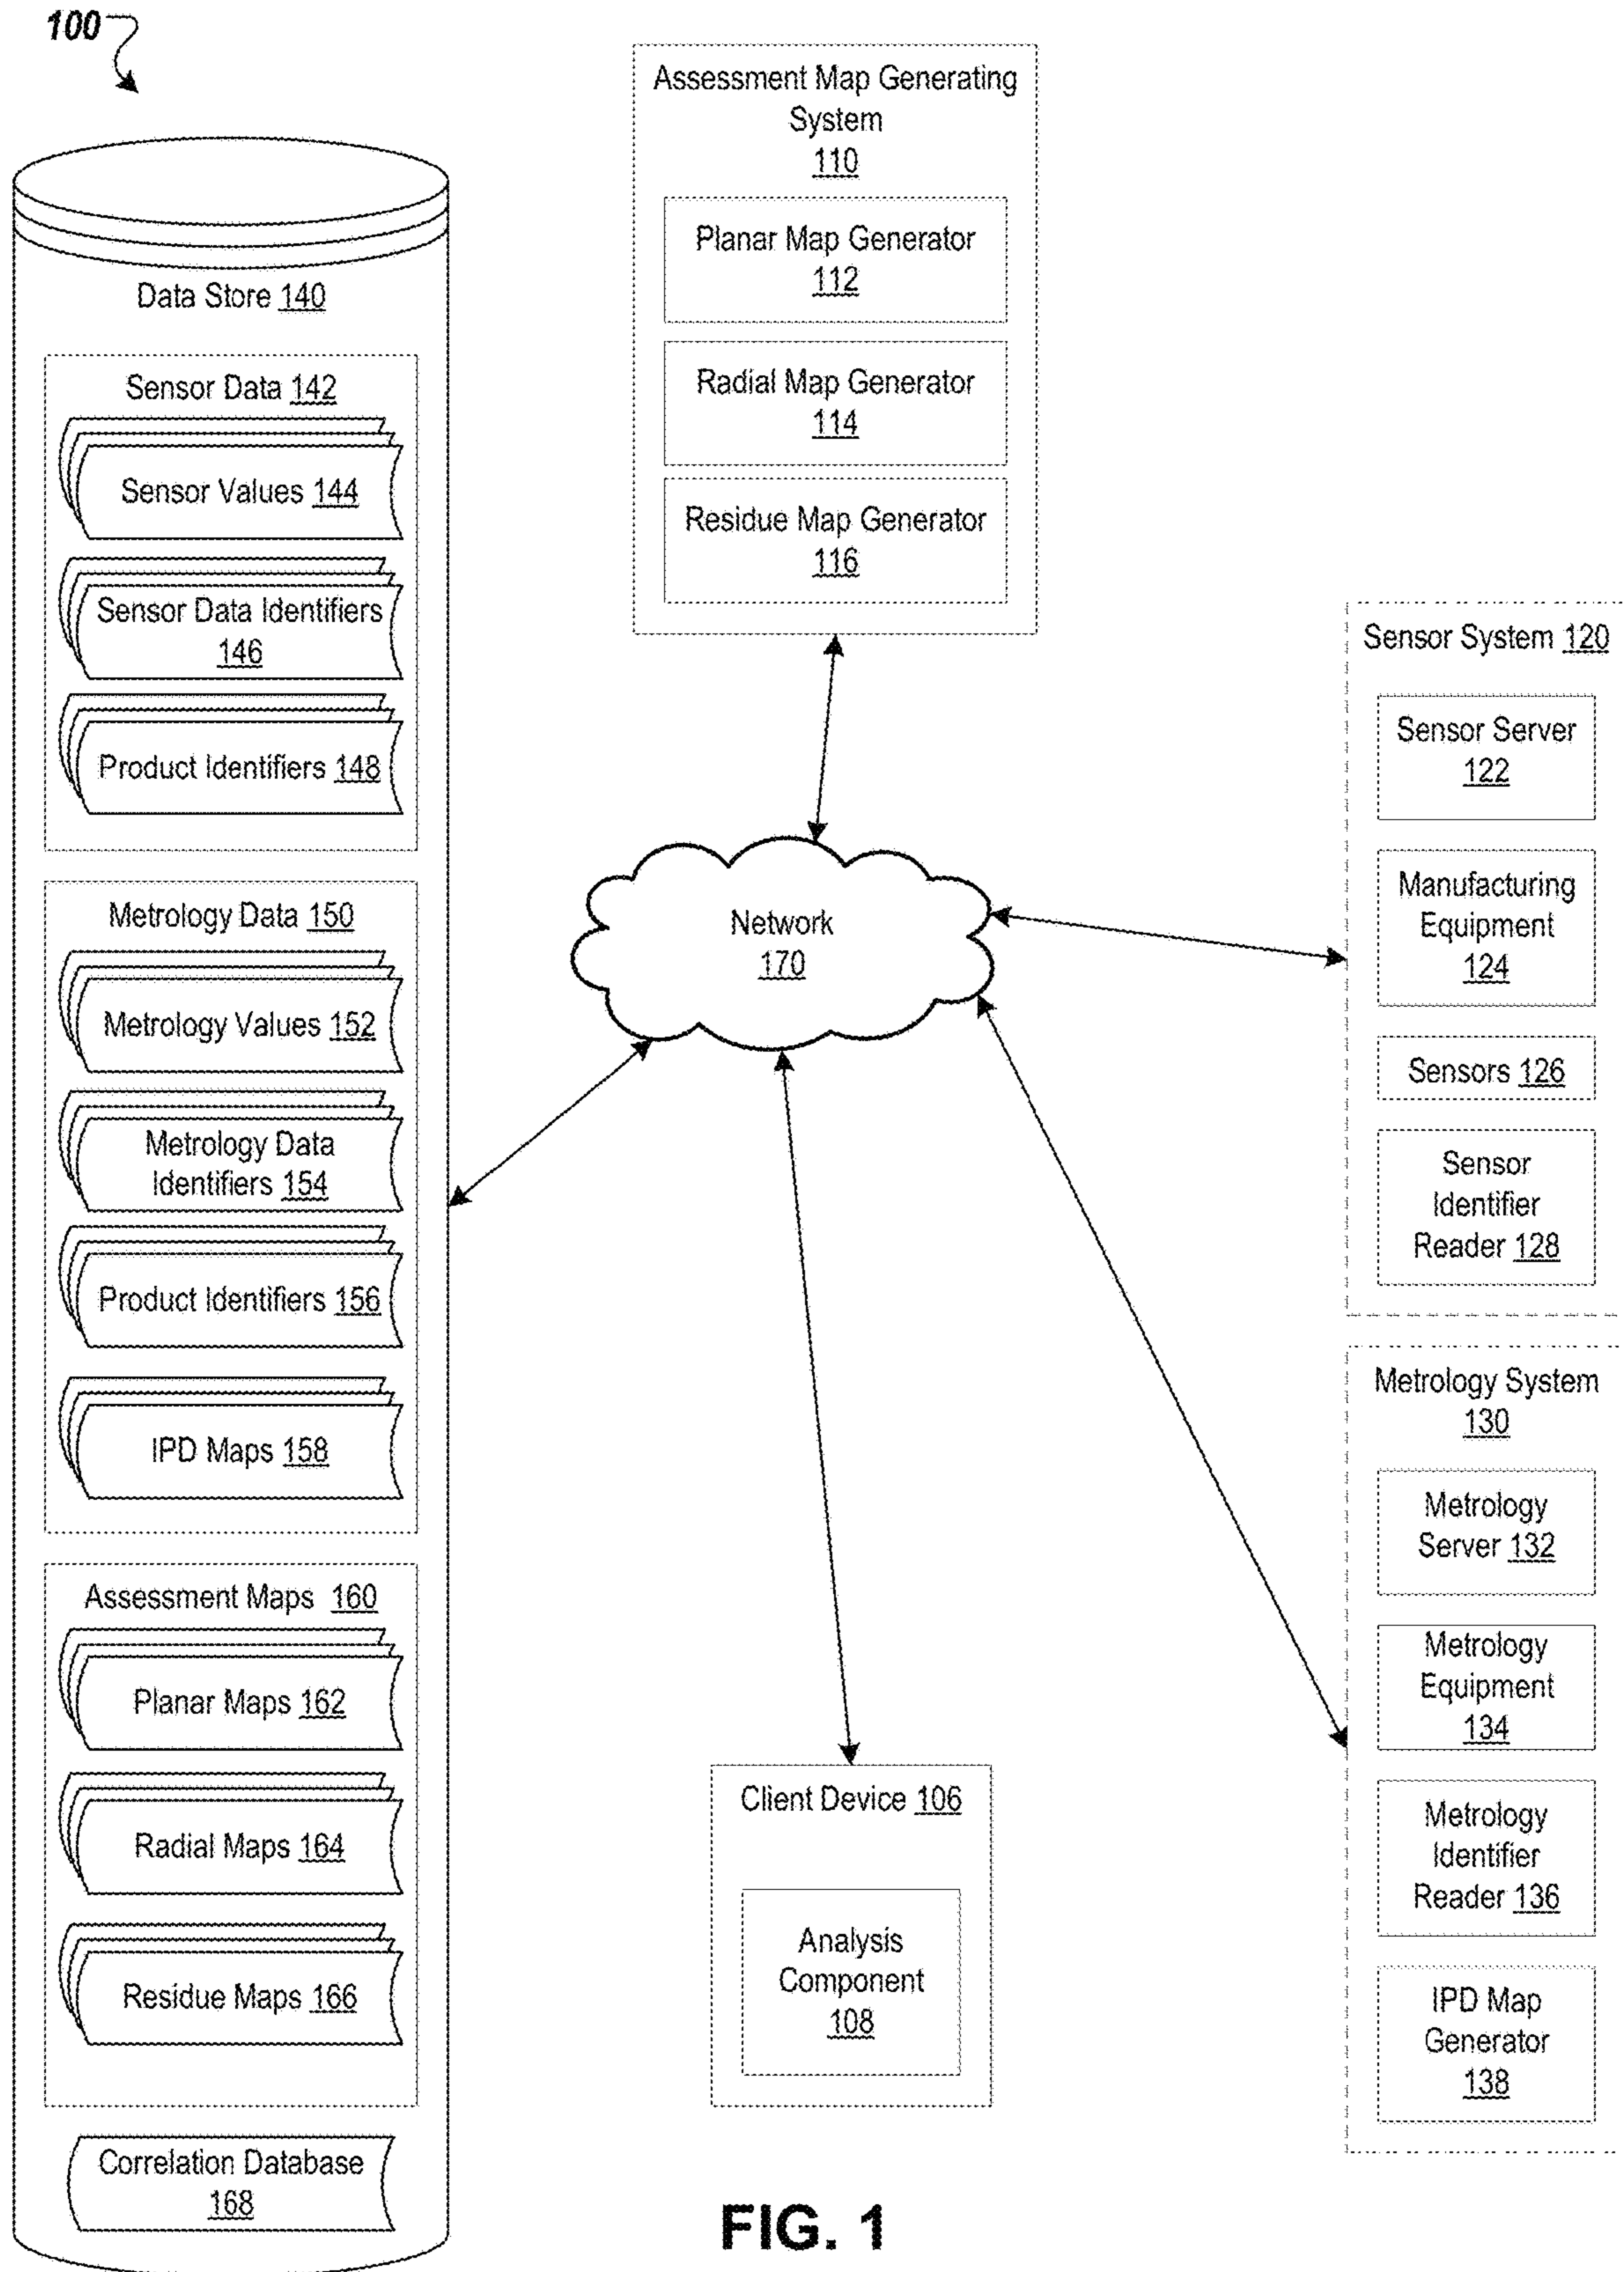 100
Data Store 140
Sensor Data 142
Sensor Values 144
Sensor Data Identifiers
146
Product Identifiers 148
Metrology Data 150
Metrology Values 152
Metrology Data
Identifiers 154
Product Identifiers 156
IPD Maps 158
Assessment Maps 160
Planar Maps 162
Radial Maps 164
Residue Maps 166
Correlation Database
168
Assessment Map Generating
System
110
Planar Map Generator
112
Radial Map Generator
114
Residue Map Generator
116
Network
170
Client Device 106
Analysis
Component
108
Sensor System 120
Sensor Server
122
Manufacturing
Equipment
124
Sensors 126
Sensor
Identifier
Reader 128
Metrology System
130
Metrology
Server 132
Metrology
Equipment
134
Metrology
Identifier
Reader 136
IPD Map
Generator
138
FIG. 1